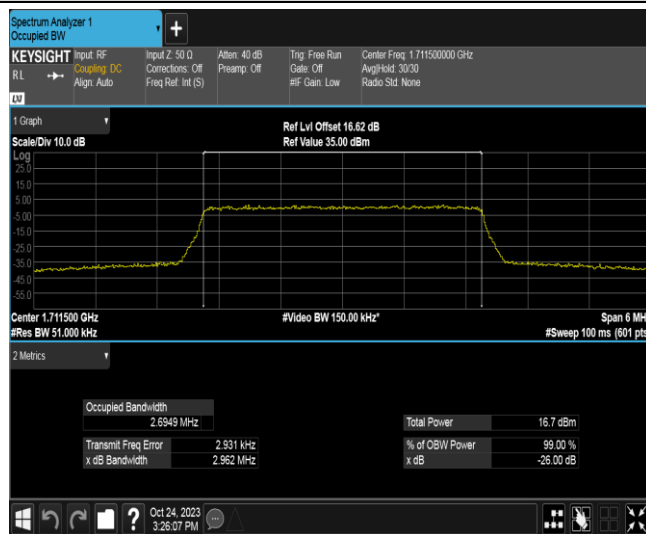 Spectrum Analyzer 1
Occupied BW
+
KEYSIGHT
RL
LXI
Input: RF
Coupling: DC
Align: Auto
Input Z: 50 Ω
Corrections: Off
Freq Ref: Int (S)
Atten: 40 dB
Preamp: Off
Trig: Free Run
Gate: Off
#IF Gain: Low
Center Freq: 1.711500000 GHz
Avg|Hold: 30/30
Radio Std: None
1 Graph
Scale/Div 10.0 dB
Ref Lvl Offset 16.62 dB
Ref Value 35.00 dBm
Log
25.0
15.0
5.00
-5.00
-15.0
-25.0
-35.0
-45.0
-55.0
Center 1.711500 GHz
#Video BW 150.00 kHz*
Span 6 MH
#Res BW 51.000 kHz
#Sweep 100 ms (601 pts
2 Metrics
Occupied Bandwidth
2.6949 MHz
Transmit Freq Error 2.931 kHz
x dB Bandwidth 2.962 MHz
Total Power 16.7 dBm
% of OBW Power 99.00 %
x dB -26.00 dB
?
Oct 24, 2023
3:26:07 PM